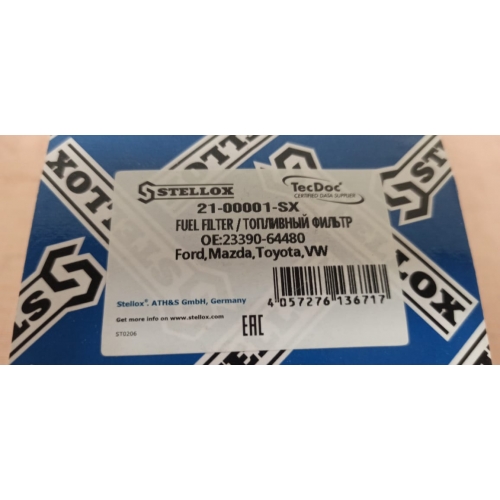 STELLOX
TecDoc
CERTIFIED DATA SUPPLIER
21-00001-SX
FUEL FILTER / ТОПЛИВНЫЙ ФИЛЬТР
OE:23390-64480
Ford,Mazda,Toyota,VW
Stellox®. ATH&S GmbH, Germany
4 057276 136717
Get more info on www.stellox.com
ST0206
EAC